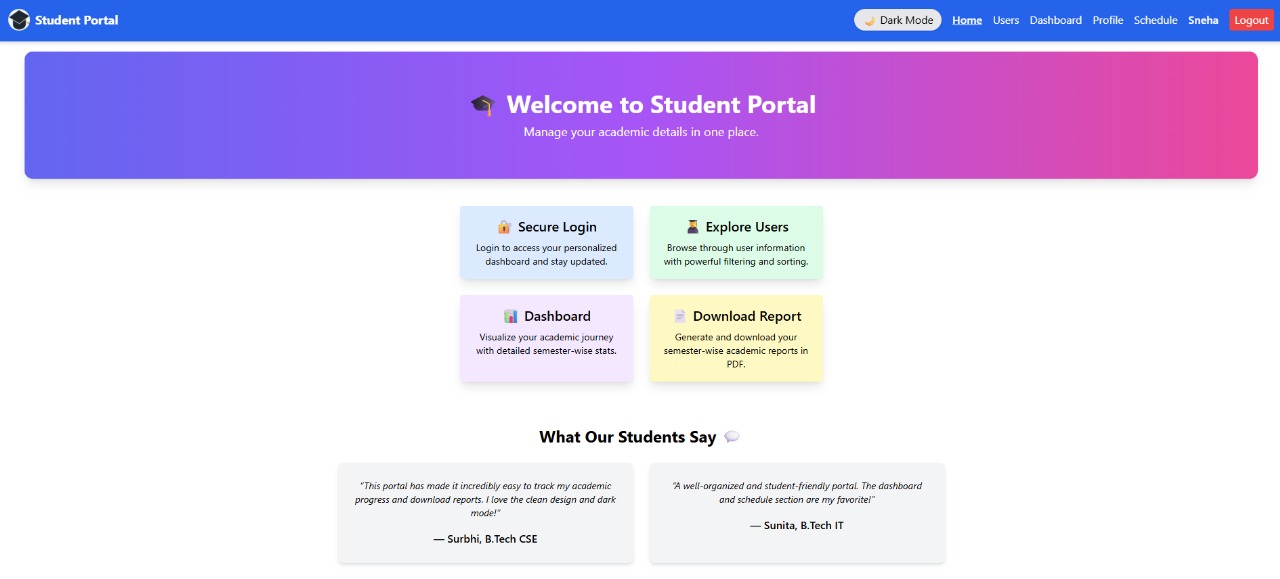 Student Portal
Dark Mode Home Users Dashboard Profile Schedule Sneha Logout
Welcome to Student Portal
Manage your academic details in one place.
Secure Login
Login to access your personalized
dashboard and stay updated.
Explore Users
Browse through user information
with powerful filtering and sorting.
Dashboard
Visualize your academic journey
with detailed semester-wise stats.
Download Report
Generate and download your
semester-wise academic reports in
PDF.
What Our Students Say
"This portal has made it incredibly easy to track my academic
progress and download reports. I love the clean design and dark
mode!"
— Surbhi, B.Tech CSE
"A well-organized and student-friendly portal. The dashboard
and schedule section are my favorite!"
— Sunita, B.Tech IT